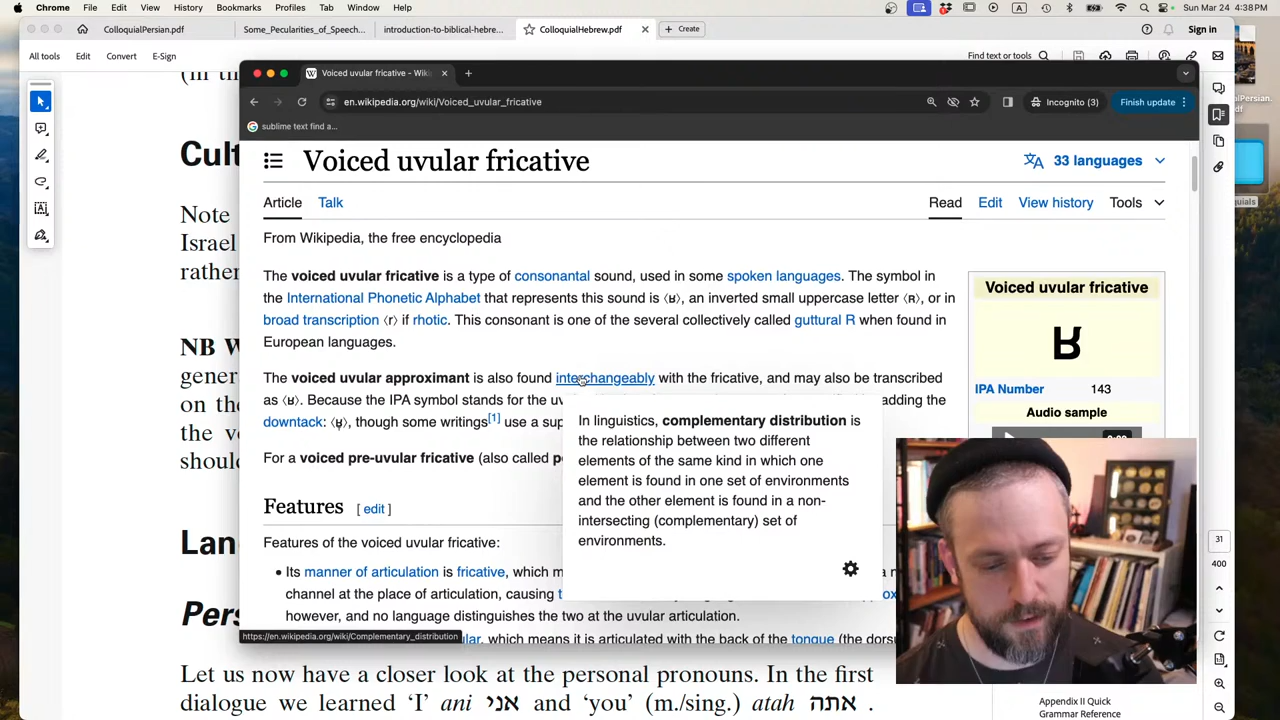 Chrome File Edit View History Bookmarks Profiles Tab Window Help
Sun Mar 24 4:38 PM
ColloquialPersian.pdf Some_Pecularities_of_Speech... introduction-to-biblical-hebre... ColloquialHebrew.pdf Create Sign in
All tools Edit Convert E-Sign Find text or tools
(in t
Voiced uvular fricative - Wiki
en.wikipedia.org/wiki/Voiced_uvular_fricative Incognito (3) Finish update
sublime text find a...
Cult
Note
Israel
rathe
NB W
gener
on the
the v
shoul
Lan
Pers
Voiced uvular fricative
33 languages
Article Talk Read Edit View history Tools
From Wikipedia, the free encyclopedia
The voiced uvular fricative is a type of consonantal sound, used in some spoken languages. The symbol in
the International Phonetic Alphabet that represents this sound is ⟨ʁ⟩, an inverted small uppercase letter ⟨ʀ⟩, or in
broad transcription ⟨r⟩ if rhotic. This consonant is one of the several collectively called guttural R when found in
European languages.
The voiced uvular approximant is also found interchangeably with the fricative, and may also be transcribed
as ⟨ʁ⟩. Because the IPA symbol stands for the uv adding the
downtack: ⟨ʁ̞⟩, though some writings[1] use a sup
For a voiced pre-uvular fricative (also called p
In linguistics, complementary distribution is
the relationship between two different
elements of the same kind in which one
element is found in one set of environments
and the other element is found in a non-
intersecting (complementary) set of
environments.
Features [ edit ]
Features of the voiced uvular fricative:
• Its manner of articulation is fricative, which m
channel at the place of articulation, causing t
however, and no language distinguishes the two at the uvular articulation.
ular, which means it is articulated with the back of the tongue (the dors
https://en.wikipedia.org/wiki/Complementary_distribution
Voiced uvular fricative
ʁ
IPA Number 143
Audio sample
31
400
Let us now have a closer look at the personal pronouns. In the first
dialogue we learned ‘I’ ani אני and ‘you’ (m./sing.) atah אתה .
Appendix II Quick
Grammar Reference